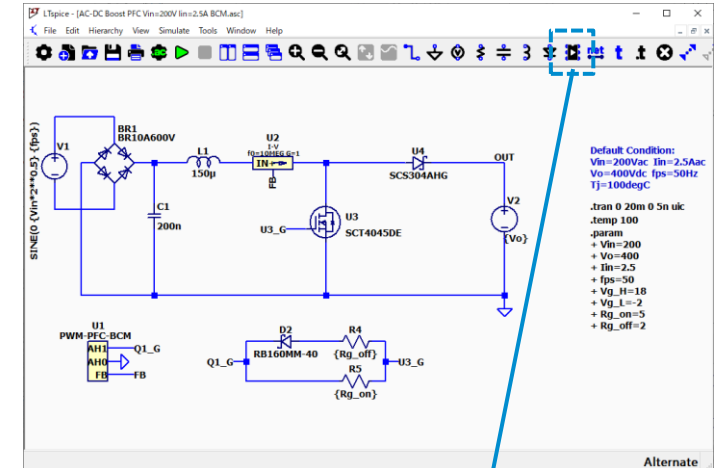 LTspice - [AC-DC Boost PFC Vin=200V Iin=2.5A BCM.asc]
File Edit Hierarchy View Simulate Tools Window Help
net t .t
V1
SINE(0 {Vin*2**0.5} {fps})
BR1
BR10A600V
L1
150µ
U2
I-V
f0=10MEG G=1
IN
FB
U4
SCS304AHG
OUT
C1
200n
U3_G
U3
SCT4045DE
V2
{Vo}
Default Condition:
Vin=200Vac Iin=2.5Aac
Vo=400Vdc fps=50Hz
Tj=100degC
.tran 0 20m 0 5n uic
.temp 100
.param
+ Vin=200
+ Vo=400
+ Iin=2.5
+ fps=50
+ Vg_H=18
+ Vg_L=-2
+ Rg_on=5
+ Rg_off=2
U1
PWM-PFC-BCM
AH1 Q1_G
AH0
FB FB
D2
RB160MM-40
R4
{Rg_off}
Q1_G U3_G
R5
{Rg_on}
Alternate